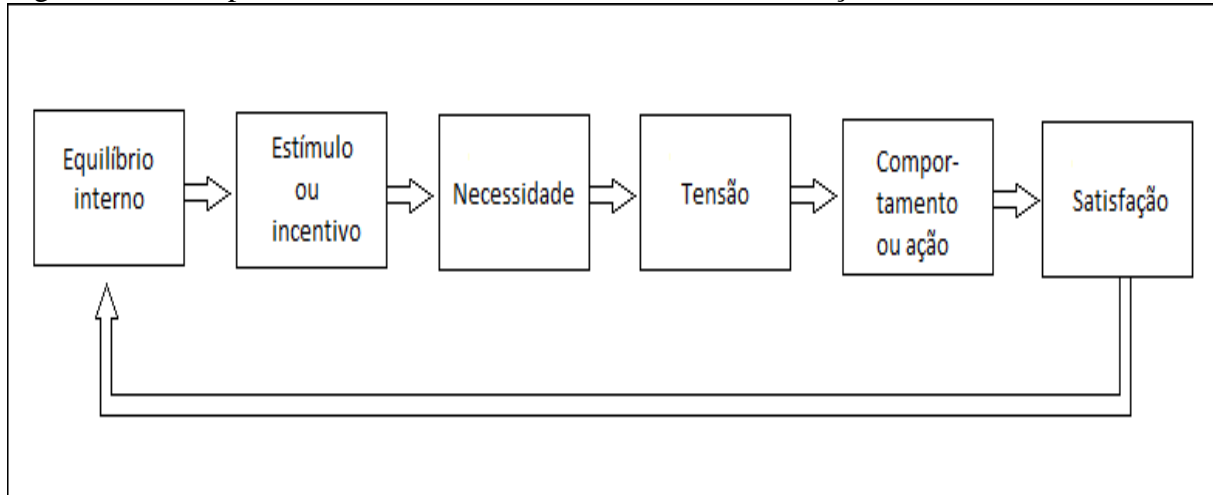 Equilíbrio
interno
Estímulo
ou
incentivo
Necessidade
Tensão
Compor-
tamento
ou ação
Satisfação